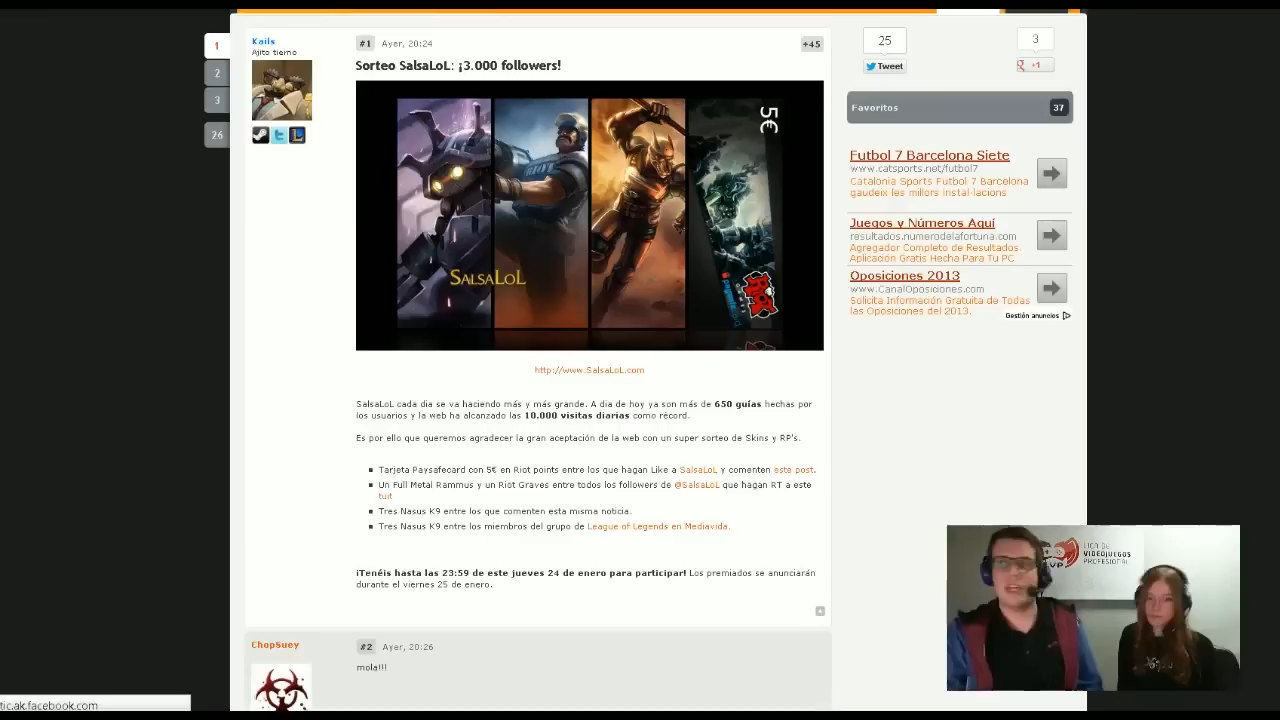 1
2
3
26
Kails
Ajito tierno
#1 Ayer, 20:24
+45
Sorteo SalsaLoL: ¡3.000 followers!
5€
SALSALOL
RIOT
http://www.SalsaLoL.com
SalsaLoL cada dia se va haciendo más y más grande. A dia de hoy ya son más de 650 guías hechas por
los usuarios y la web ha alcanzado las 10.000 visitas diarias como récord.
Es por ello que queremos agradecer la gran aceptación de la web con un super sorteo de Skins y RP's.
Tarjeta Paysafecard con 5€ en Riot points entre los que hagan Like a SalsaLoL y comenten este post.
Un Full Metal Rammus y un Riot Graves entre todos los followers de @SalsaLoL que hagan RT a este
tuit
Tres Nasus K9 entre los que comenten esta misma noticia.
Tres Nasus K9 entre los miembros del grupo de League of Legends en Mediavida.
¡Tenéis hasta las 23:59 de este jueves 24 de enero para participar! Los premiados se anunciarán
durante el viernes 25 de enero.
ChopSuey
#2 Ayer, 20:26
mola!!!
25
Tweet
3
+1
Favoritos 37
Futbol 7 Barcelona Siete
www.catsports.net/futbol7
Catalonia Sports Futbol 7 Barcelona
gaudeix les millors instal·lacions
Juegos y Números Aquí
resultados.numerodelafortuna.com
Agregador Completo de Resultados.
Aplicación Gratis Hecha Para Tu PC
Oposiciones 2013
www.CanalOposiciones.com
Solicita Información Gratuita de Todas
las Oposiciones del 2013.
Gestión anuncios
LIGA DE
VIDEOJUEGOS
PROFESIONAL
tic.ak.facebook.com